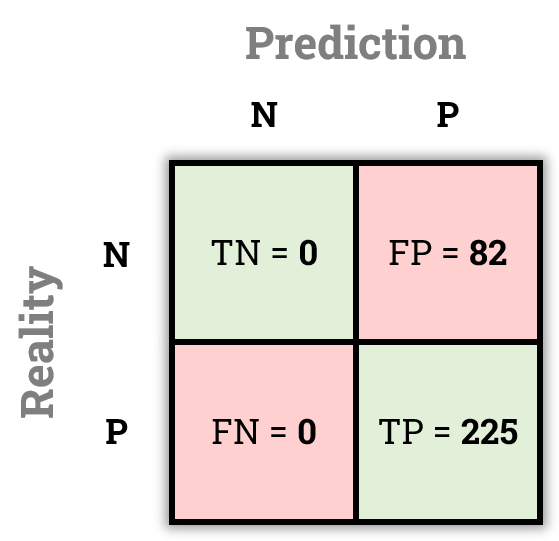 Prediction
N P
N TN = 0 FP = 82
Reality
P FN = 0 TP = 225